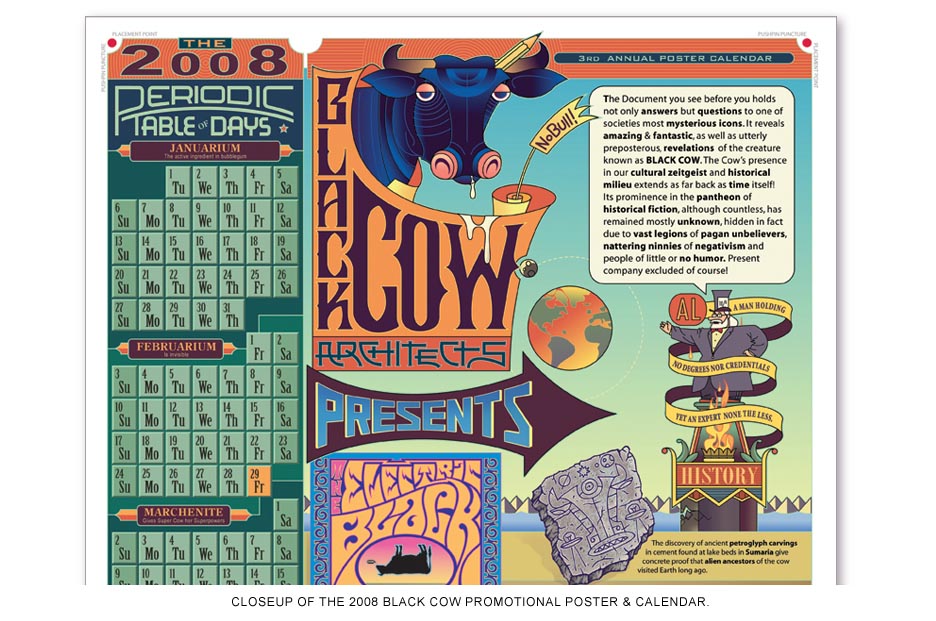 PLACEMENT POINT
PUSHPIN PUNCTURE
THE
2008
PERIODIC
TABLE OF DAYS
JANUARIUM
The active ingredient in bubblegum
1 2 3 4 5
Tu We Th Fr Sa
6 7 8 9 10 11 12
Su Mo Tu We Th Fr Sa
13 14 15 16 17 18 19
Su Mo Tu We Th Fr Sa
20 21 22 23 24 25 26
Su Mo Tu We Th Fr Sa
27 28 29 30 31
Su Mo Tu We Th
FEBRUARIUM
Is invisible
1 2
Fr Sa
3 4 5 6 7 8 9
Su Mo Tu We Th Fr Sa
10 11 12 13 14 15 16
Su Mo Tu We Th Fr Sa
17 18 19 20 21 22 23
Su Mo Tu We Th Fr Sa
24 25 26 27 28 29
Su Mo Tu We Th Fr
MARCHENITE
Gives Super Cow her Superpowers
1
Sa
2 3 4 5 6 7 8
Su Mo Tu We Th Fr Sa
9 10 11 12 13 14 15
BLACK
COW
ARCHITECTS
PRESENTS
THE
ELECTRIC
BLACK
NoBull!
PUSHPIN PUNCTURE
PLACEMENT POINT
3RD ANNUAL POSTER CALENDAR
The Document you see before you holds
not only answers but questions to one of
societies most mysterious icons. It reveals
amazing & fantastic, as well as utterly
preposterous, revelations of the creature
known as BLACK COW. The Cow's presence
in our cultural zeitgeist and historical
milieu extends as far back as time itself!
Its prominence in the pantheon of
historical fiction, although countless, has
remained mostly unknown, hidden in fact
due to vast legions of pagan unbelievers,
nattering ninnies of negativism and
people of little or no humor. Present
company excluded of course!
AL
A MAN HOLDING
NO DEGREES NOR CREDENTIALS
YET AN EXPERT NONE THE LESS,
HISTORY
The discovery of ancient petroglyph carvings
in cement found at lake beds in Sumaria give
concrete proof that alien ancestors of the cow
visited Earth long ago.
CLOSEUP OF THE 2008 BLACK COW PROMOTIONAL POSTER & CALENDAR.